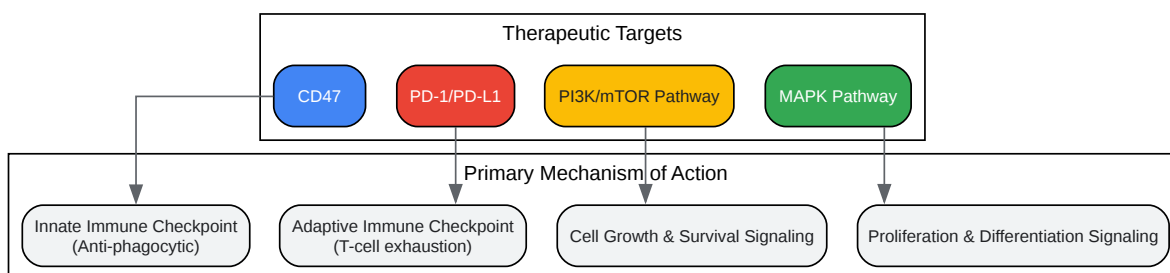 Therapeutic Targets
CD47
PD-1/PD-L1
PI3K/mTOR Pathway
MAPK Pathway
Primary Mechanism of Action
Innate Immune Checkpoint
(Anti-phagocytic)
Adaptive Immune Checkpoint
(T-cell exhaustion)
Cell Growth & Survival Signaling
Proliferation & Differentiation Signaling